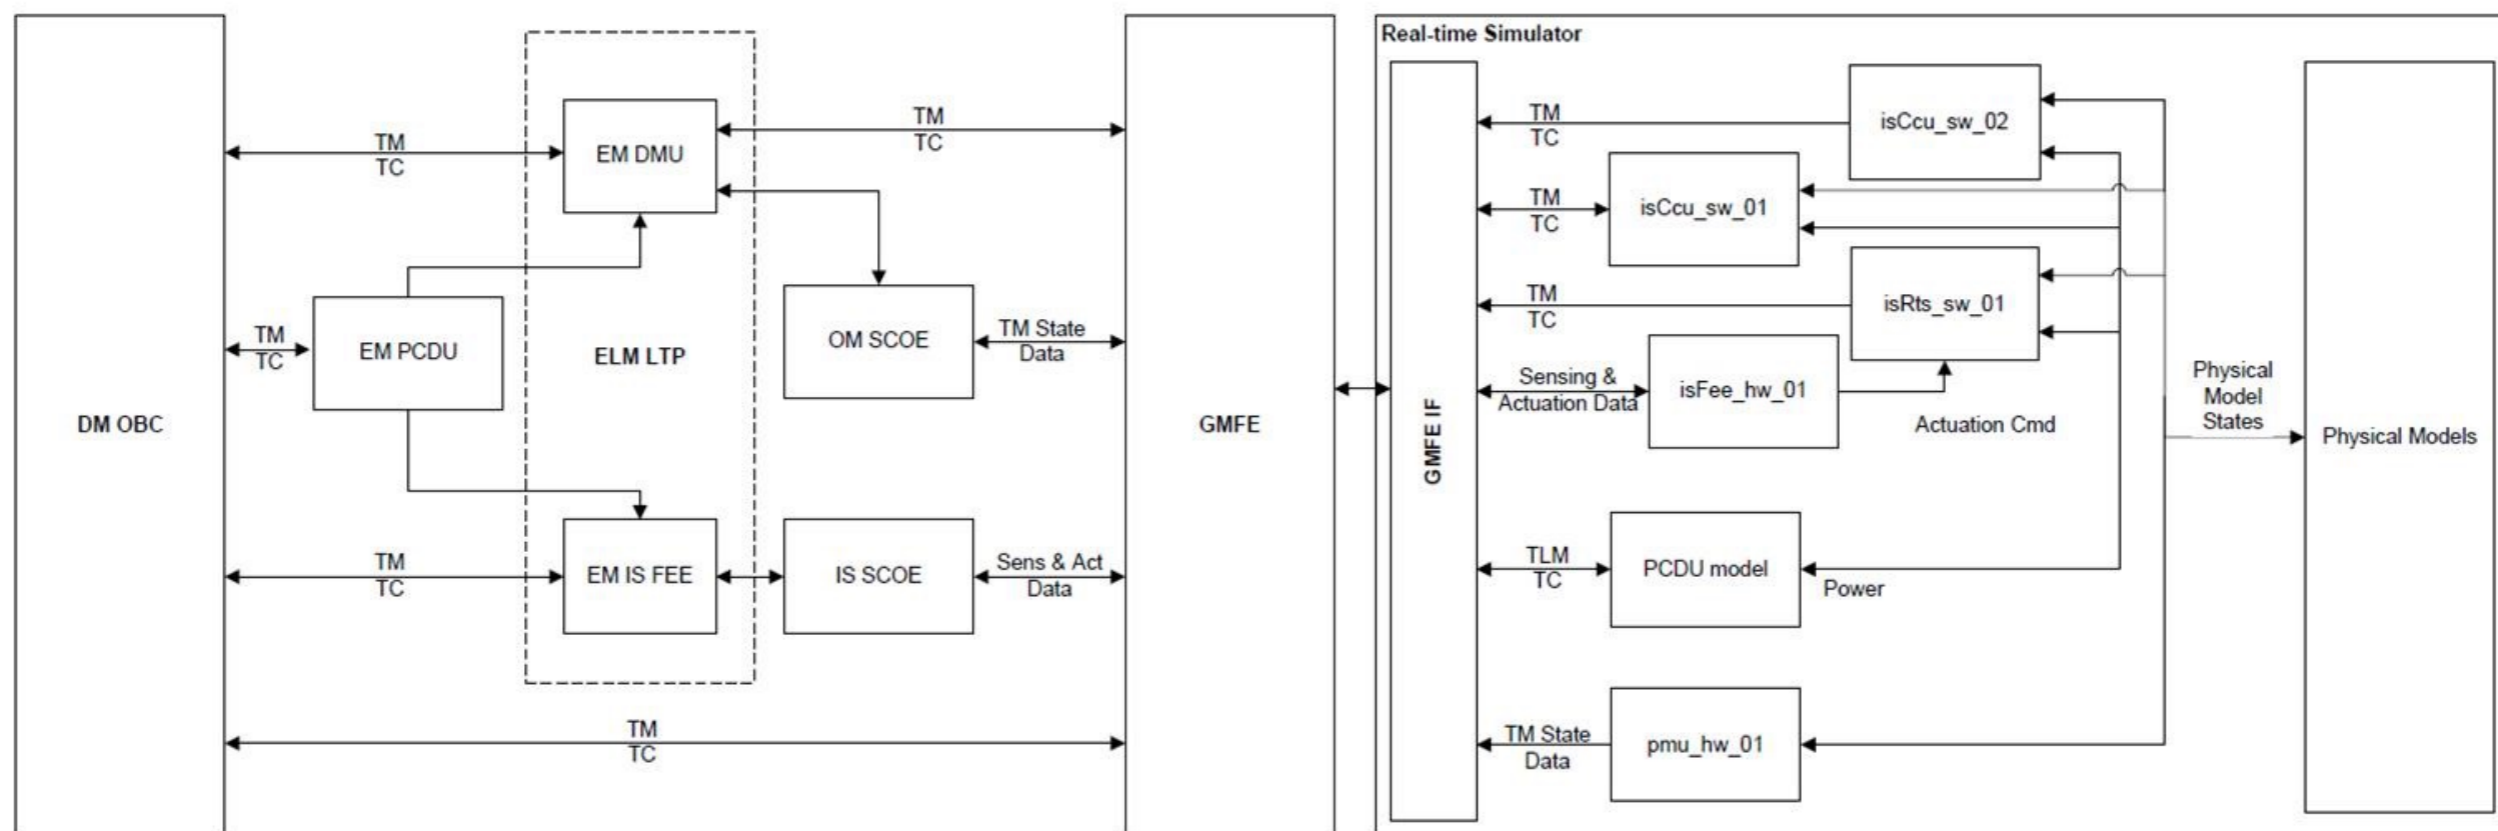 DM OBC
TM
TC
TM
TC
EM PCDU
TM
TC
TM
TC
EM DMU
ELM LTP
EM IS FEE
TM
TC
OM SCOE
TM State
Data
IS SCOE
Sens & Act
Data
GMFE
Real-time Simulator
GMFE IF
TM
TC
isCcu_sw_02
TM
TC
isCcu_sw_01
TM
TC
isRts_sw_01
Sensing &
Actuation Data
isFee_hw_01
Actuation Cmd
TLM
TC
PCDU model
Power
TM State
Data
pmu_hw_01
Physical
Model
States
Physical Models